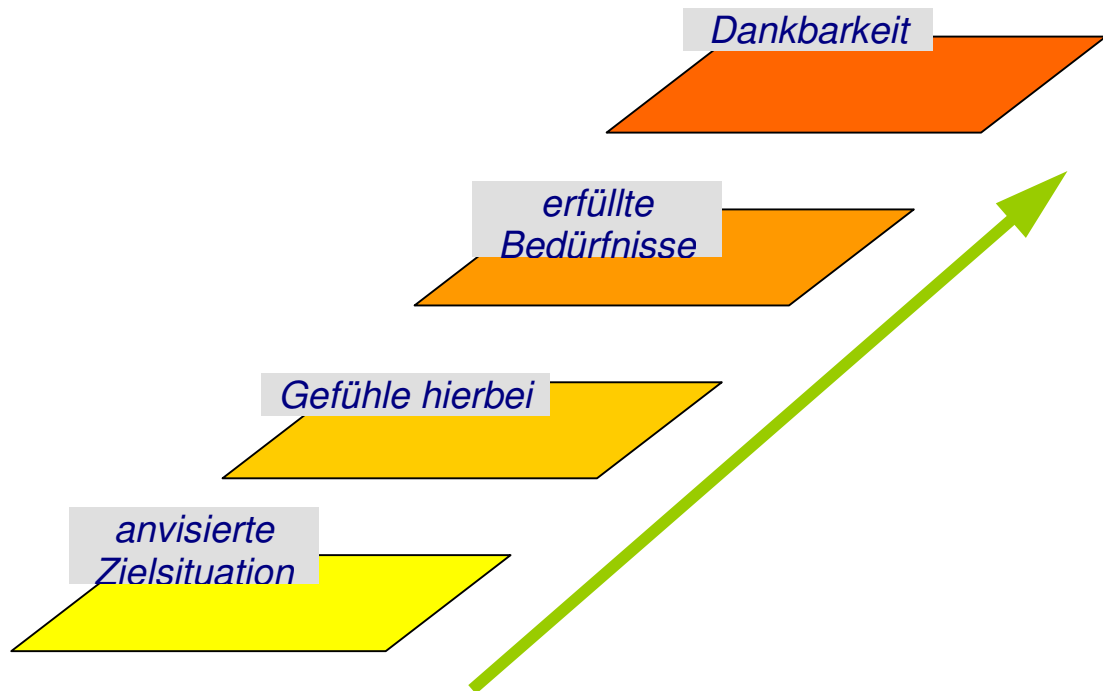 Dankbarkeit
erfüllte
Bedürfnisse
Gefühle hierbei
anvisierte
Zielsituation